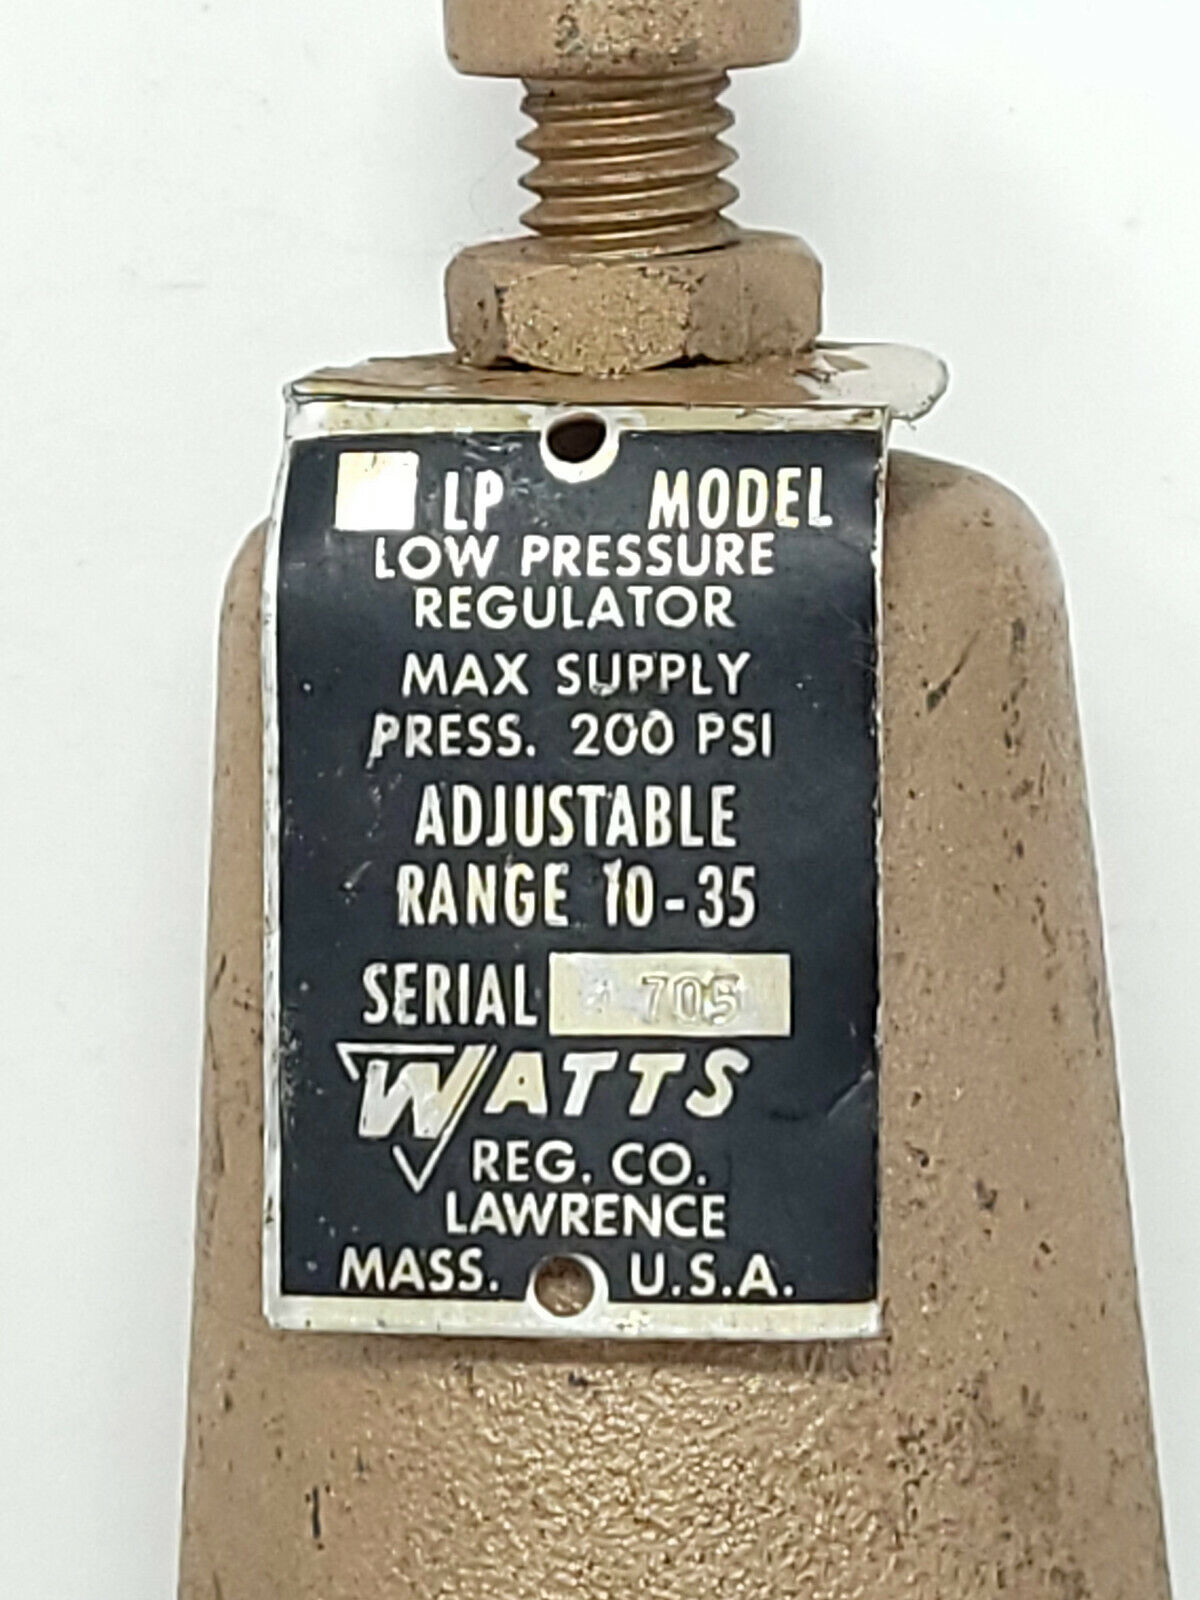 LP MODEL
LOW PRESSURE
REGULATOR
MAX SUPPLY
PRESS. 200 PSI
ADJUSTABLE
RANGE 10-35
SERIAL 705
WATTS
REG. CO.
LAWRENCE
MASS. U.S.A.